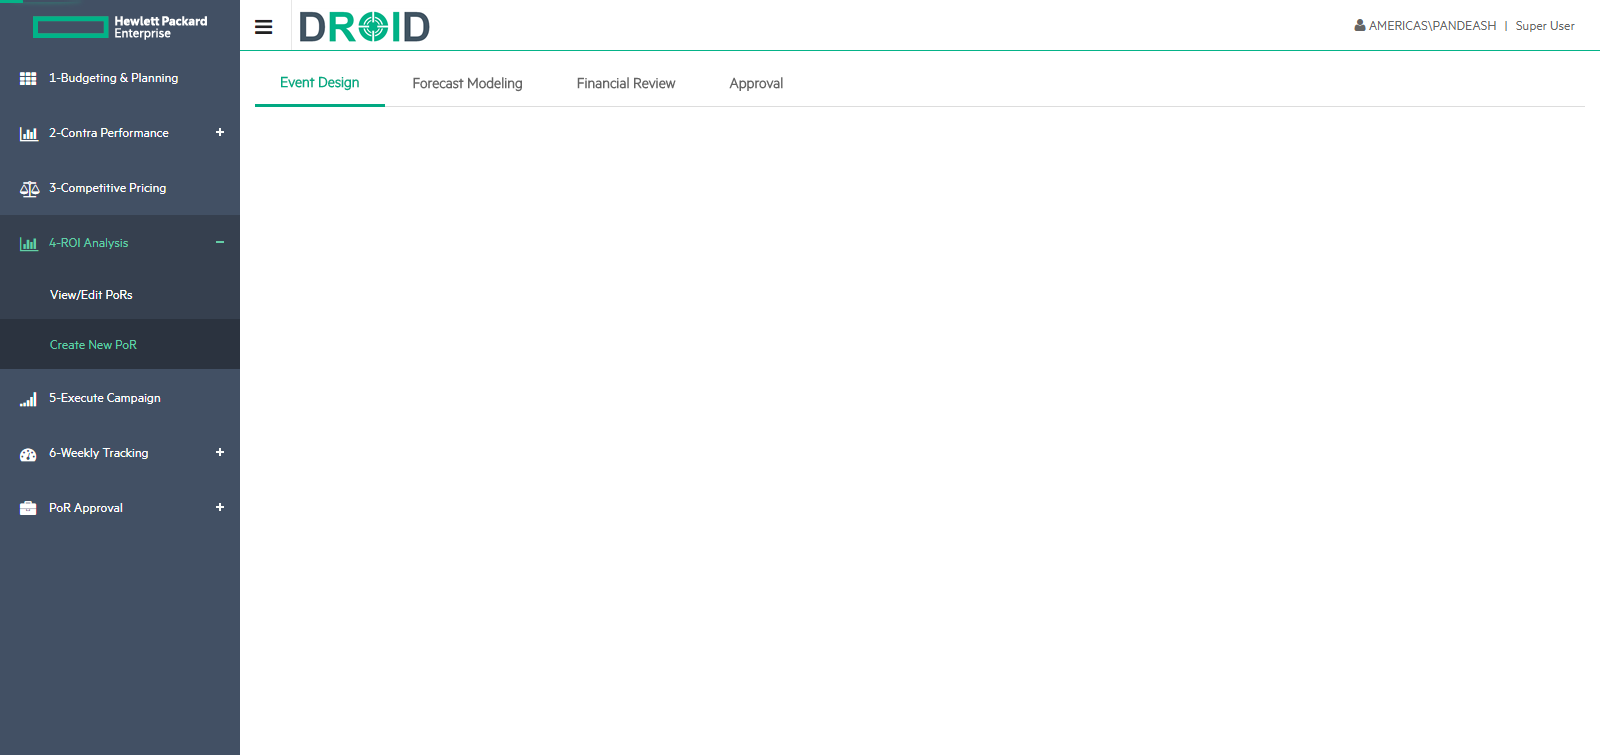 Hewlett Packard
Enterprise
DROID
AMERICAS\PANDEASH | Super User
1-Budgeting & Planning
2-Contra Performance +
3-Competitive Pricing
4-ROI Analysis −
View/Edit PoRs
Create New PoR
5-Execute Campaign
6-Weekly Tracking +
PoR Approval +
Event Design Forecast Modeling Financial Review Approval